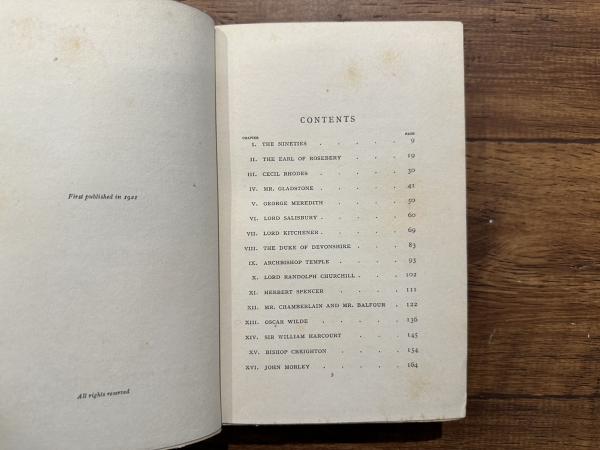 First published in 1921
All rights reserved
CONTENTS
CHAPTER PAGE
I. THE NINETIES . . . . . 9
II. THE EARL OF ROSEBERY . . . . 19
III. CECIL RHODES . . . . . 30
IV. MR. GLADSTONE . . . . . 41
V. GEORGE MEREDITH . . . . . 50
VI. LORD SALISBURY . . . . . 60
VII. LORD KITCHENER . . . . . 69
VIII. THE DUKE OF DEVONSHIRE . . . . 83
IX. ARCHBISHOP TEMPLE . . . . 93
X. LORD RANDOLPH CHURCHILL . . . . 102
XI. HERBERT SPENCER . . . . 111
XII. MR. CHAMBERLAIN AND MR. BALFOUR . 122
XIII. OSCAR WILDE . . . . . 136
XIV. SIR WILLIAM HARCOURT . . . . 145
XV. BISHOP CREIGHTON . . . . 154
XVI. JOHN MORLEY . . . . . 164